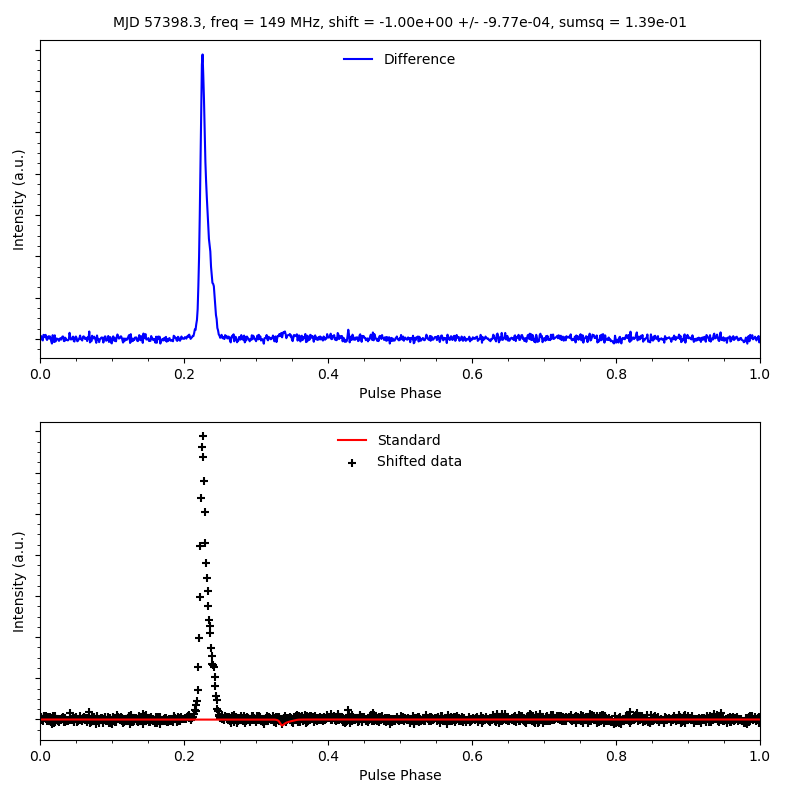 MJD 57398.3, freq = 149 MHz, shift = -1.00e+00 +/- -9.77e-04, sumsq = 1.39e-01
Difference
Intensity (a.u.)
0.0 0.2 0.4 0.6 0.8 1.0
Pulse Phase
Standard
Shifted data
Intensity (a.u.)
0.0 0.2 0.4 0.6 0.8 1.0
Pulse Phase